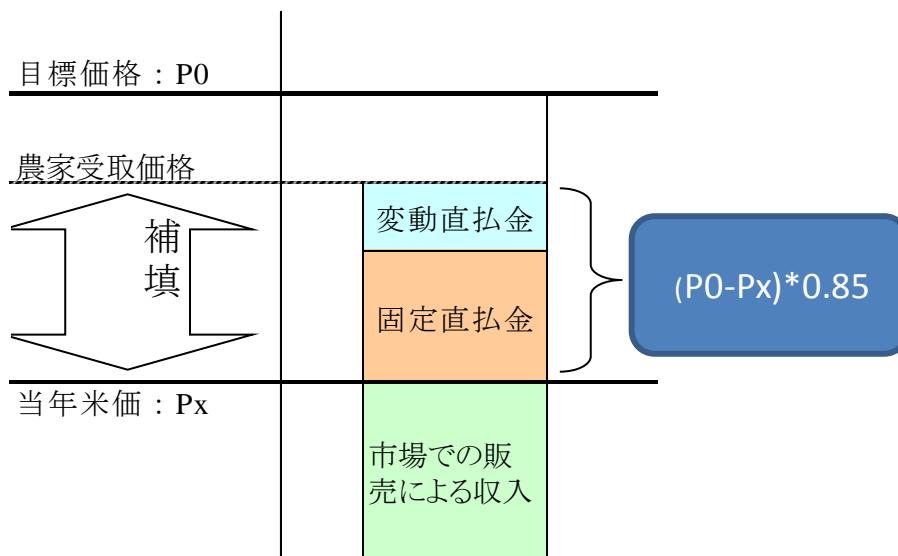 目標価格：P0
農家受取価格
補
填
変動直払金
固定直払金
(P0-Px)*0.85
当年米価：Px
市場での販
売による収入